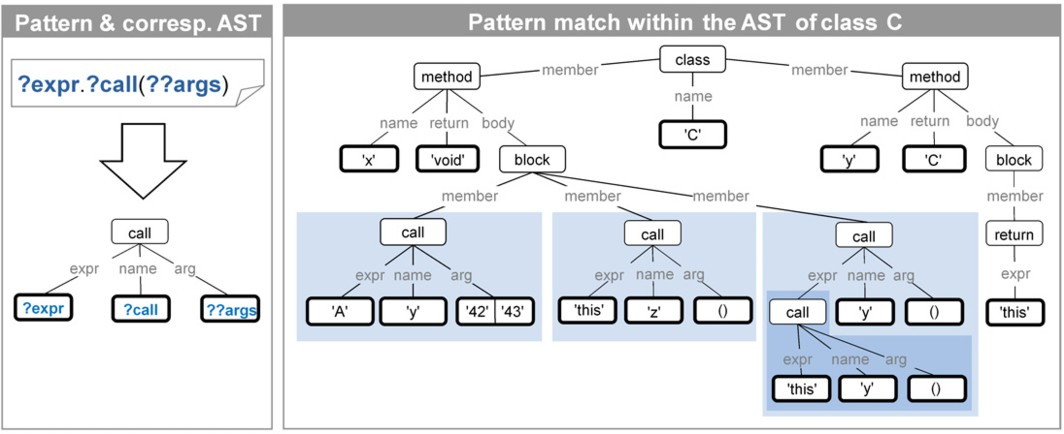 Pattern & corresp. AST
?expr.?call(??args)
call
expr name arg
?expr ?call ??args
Pattern match within the AST of class C
class
method member member method
name
name return body 'C' name return body
'x' 'void' block 'y' 'C' block
member member member member
call call call return
expr name arg expr name arg expr name arg expr
'A' 'y' '42' '43' 'this' 'z' () call 'y' () 'this'
expr name arg
'this' 'y' ()